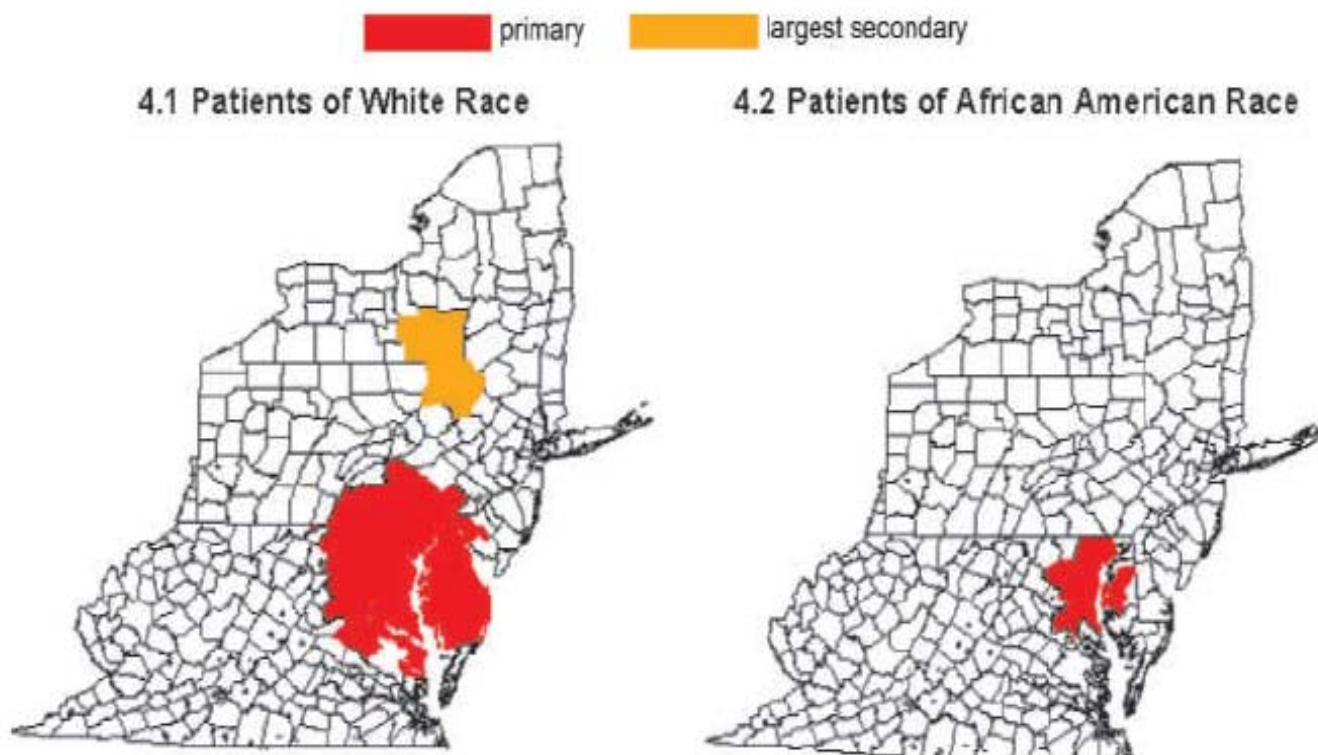 primary
largest secondary
4.1 Patients of White Race
4.2 Patients of African American Race